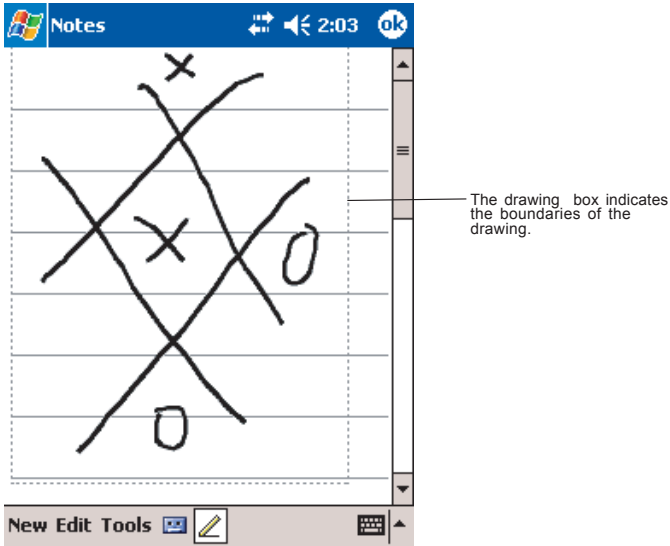 Notes 2:03 ok
X
X
O
O
The drawing box indicates
the boundaries of the
drawing.
New Edit Tools